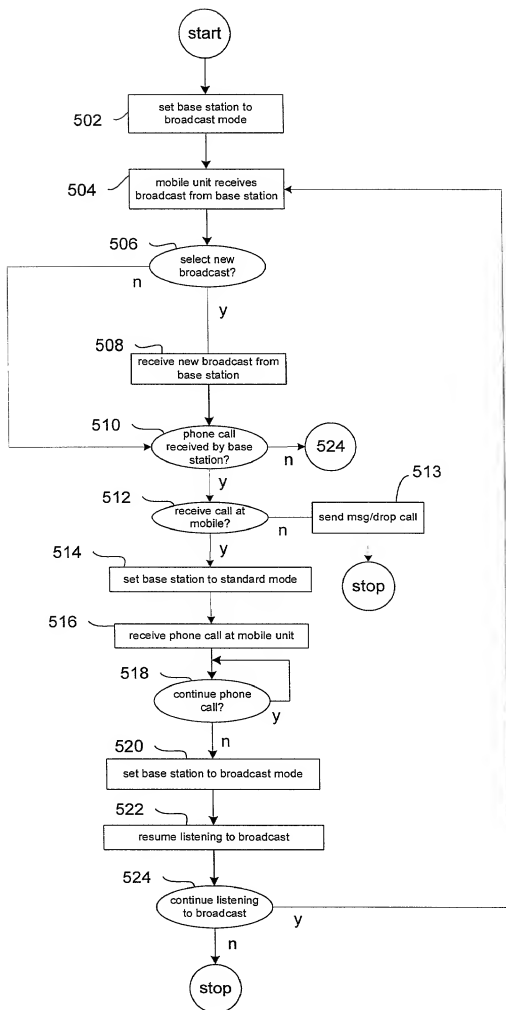 start
502
set base station to
broadcast mode
504
mobile unit receives
broadcast from base station
506
select new
broadcast?
n
y
508
receive new broadcast from
base station
510
phone call
received by base
station?
n
524
y
512
receive call at
mobile?
n
513
send msg/drop call
stop
y
514
set base station to standard mode
516
receive phone call at mobile unit
518
continue phone
call?
y
n
520
set base station to broadcast mode
522
resume listening to broadcast
524
continue listening
to broadcast
y
n
stop